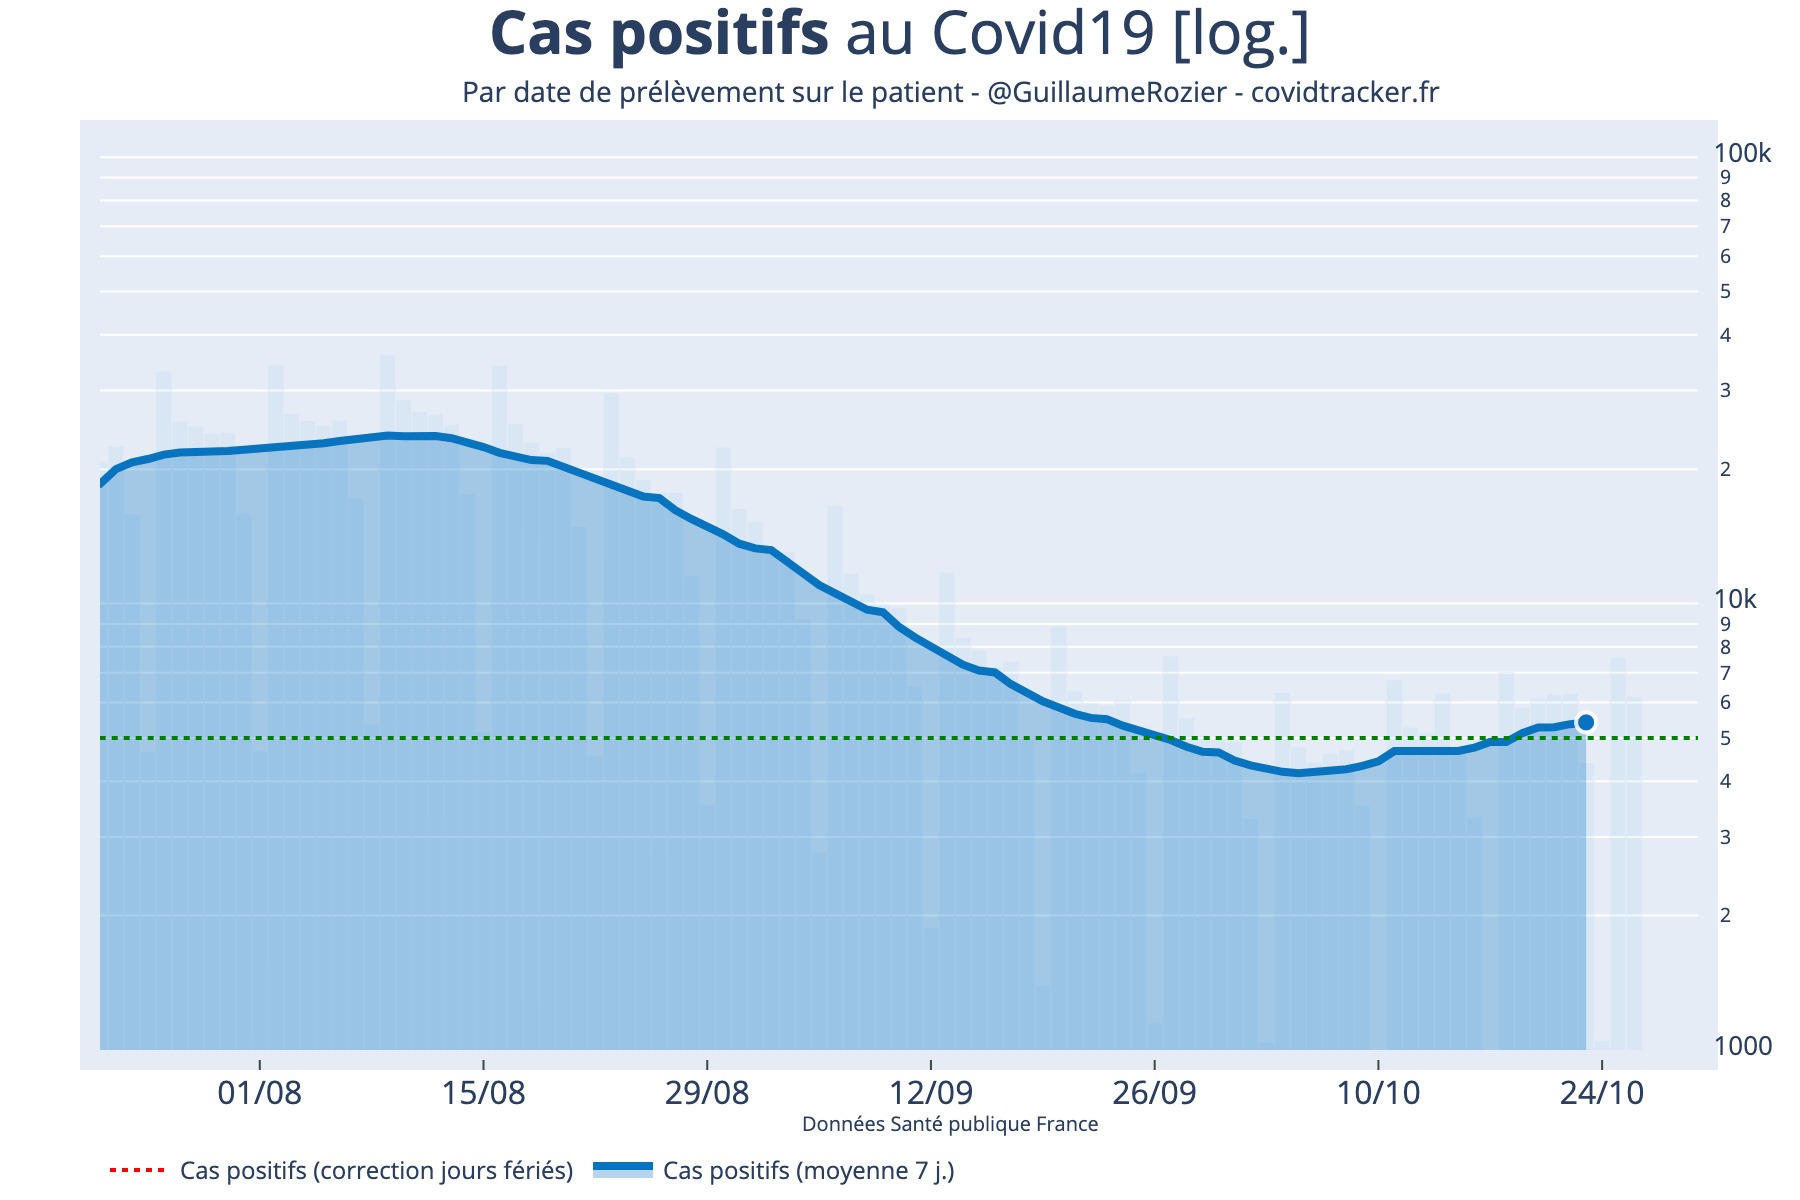 Cas positifs au Covid19 [log.]
Par date de prélèvement sur le patient - @GuillaumeRozier - covidtracker.fr
100k
9
8
7
6
5
4
3
2
10k
9
8
7
6
5
4
3
2
1000
01/08 15/08 29/08 12/09 26/09 10/10 24/10
Données Santé publique France
Cas positifs (correction jours fériés) Cas positifs (moyenne 7 j.)